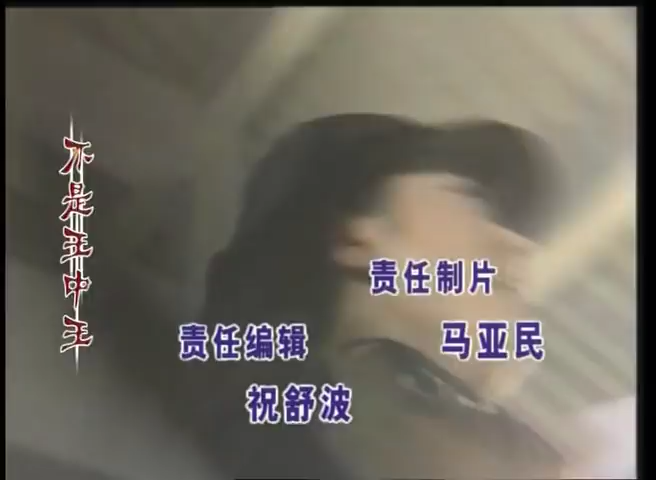 不是王中王
责任制片
马亚民
责任编辑
祝舒波